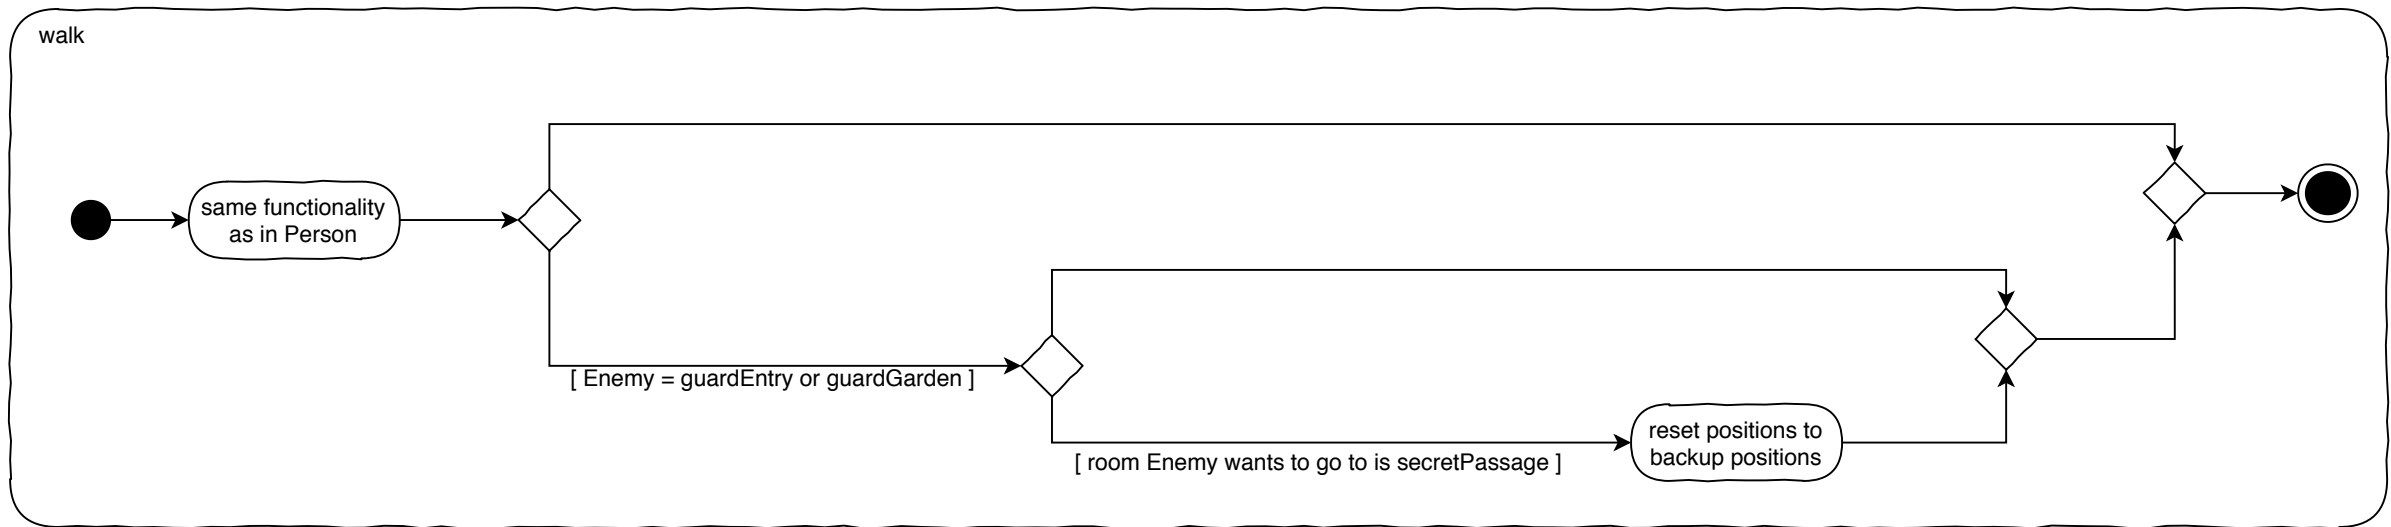 walk
same functionality
as in Person
[ Enemy = guardEntry or guardGarden ]
reset positions to
backup positions
[ room Enemy wants to go to is secretPassage ]